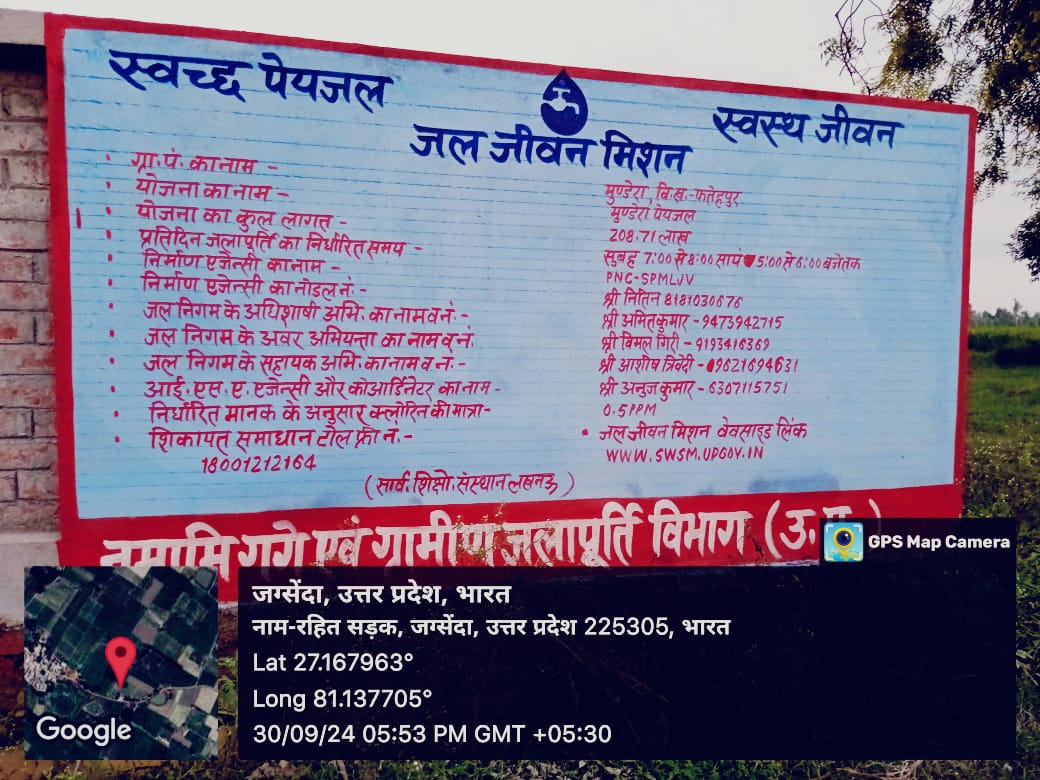 स्वच्छ पेयजल
स्वस्थ जीवन
जल जीवन मिशन
• ग्रा. पं. का नाम - मुण्डेरा, वि.ख.-फतेहपुर
• योजना का नाम - मुण्डेरा पेयजल
• योजना का कुल लागत - 208.71 लाख
• प्रतिदिन जलापूर्ति का निर्धारित समय - सुबह 7:00 से 8:00 सायं 5:00 से 6:00 बजे तक
• निर्माण एजेन्सी का नाम - PNC-SPMLJV
• निर्माण एजेन्सी का नोडल नं:- श्री नितिन 8181030676
• जल निगम के अधिशाषी अभि. का नाम व नं:- श्री अमित कुमार - 9473942715
• जल निगम के अवर अभियन्ता का नाम व नं: श्री विमल गिरी - 9193416369
• जल निगम के सहायक अभि. का नाम व नं:- श्री आशीष त्रिवेदी - 9621694631
• आई. एस. ए. एजेन्सी और कोआर्डिनेटर का नाम - श्री अनुज कुमार - 6307115751
• निर्धारित मानक के अनुसार क्लोरिन की मात्रा- 0.5 PPM
• शिकायत समाधान टोल फ्री नं:-
18001212164
• जल जीवन मिशन वेवसाइड लिंक
WWW.SWSM.UPGOV.IN
(सार्व. शिक्षो. संस्थान लखनऊ)
नमामि गंगे एवं ग्रामीण जलापूर्ति विभाग (उ. प्र.)
GPS Map Camera
जग्सेंदा, उत्तर प्रदेश, भारत
नाम-रहित सड़क, जग्सेंदा, उत्तर प्रदेश 225305, भारत
Lat 27.167963°
Long 81.137705°
30/09/24 05:53 PM GMT +05:30
Google